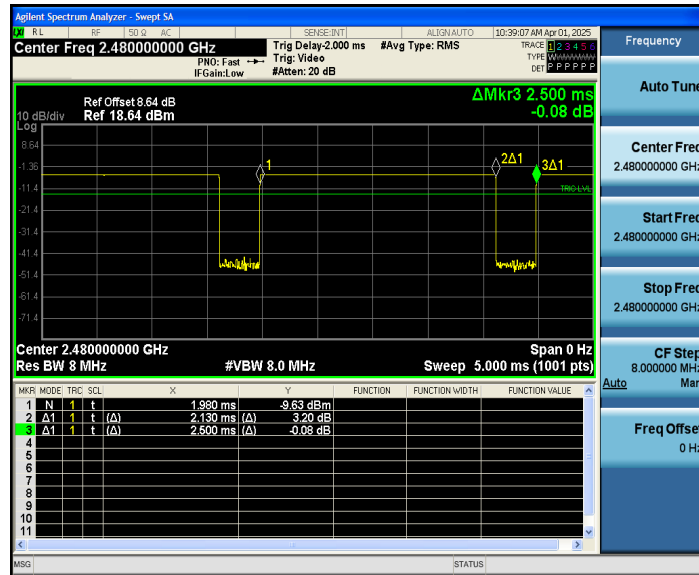 Agilent Spectrum Analyzer - Swept SA
LXI RL RF 50 Ω AC SENSE:INT ALIGN AUTO 10:39:07 AM Apr 01, 2025
Center Freq 2.480000000 GHz Trig Delay-2.000 ms #Avg Type: RMS TRACE 1 2 3 4 5 6
PNO: Fast Trig: Video TYPE WWWWWW
IFGain:Low #Atten: 20 dB DET P P P P P P
Ref Offset 8.64 dB ΔMkr3 2.500 ms
10 dB/div Ref 18.64 dBm -0.08 dB
Log
8.64
-1.36
1 2Δ1 3Δ1
-11.4
TRIG LVL
-21.4
-31.4
-41.4
-51.4
-61.4
-71.4
Center 2.480000000 GHz Span 0 Hz
Res BW 8 MHz #VBW 8.0 MHz Sweep 5.000 ms (1001 pts)
MKR MODE TRC SCL X Y FUNCTION FUNCTION WIDTH FUNCTION VALUE
1 N 1 t 1.980 ms -9.63 dBm
2 Δ1 1 t (Δ) 2.130 ms (Δ) 3.20 dB
3 Δ1 1 t (Δ) 2.500 ms (Δ) -0.08 dB
4
5
6
7
8
9
10
11
MSG STATUS
Frequency
Auto Tune
Center Freq
2.480000000 GHz
Start Freq
2.480000000 GHz
Stop Freq
2.480000000 GHz
CF Step
8.000000 MHz
Auto Man
Freq Offset
0 Hz